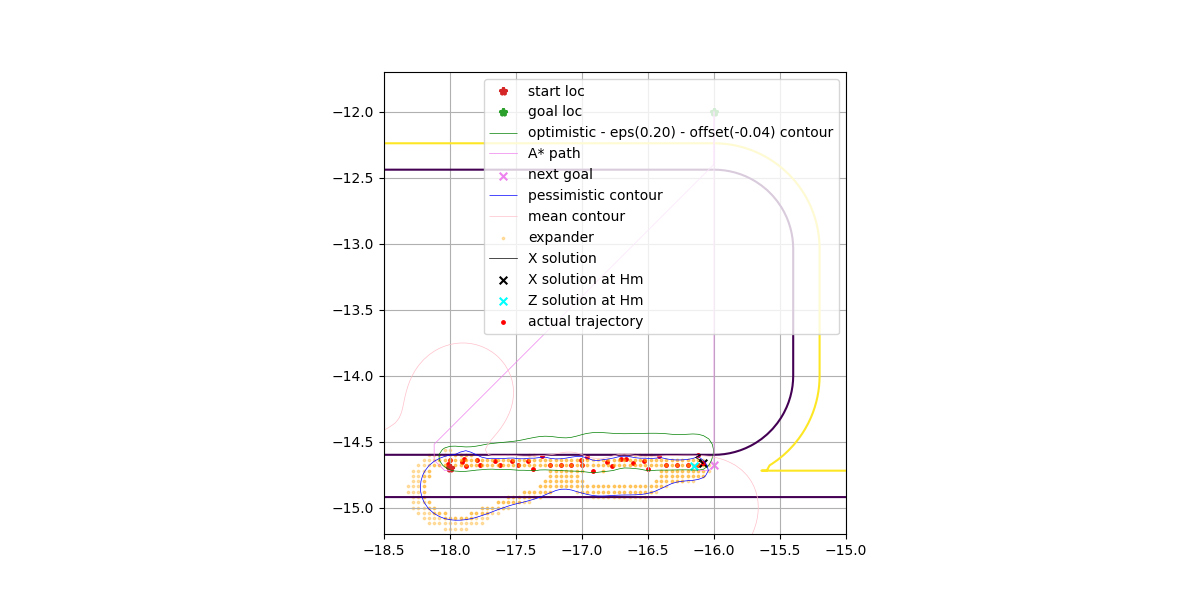 start loc
goal loc
optimistic - eps(0.20) - offset(-0.04) contour
A* path
next goal
pessimistic contour
mean contour
expander
X solution
X solution at Hm
Z solution at Hm
actual trajectory
−12.0
−12.5
−13.0
−13.5
−14.0
−14.5
−15.0
−18.5 −18.0 −17.5 −17.0 −16.5 −16.0 −15.5 −15.0